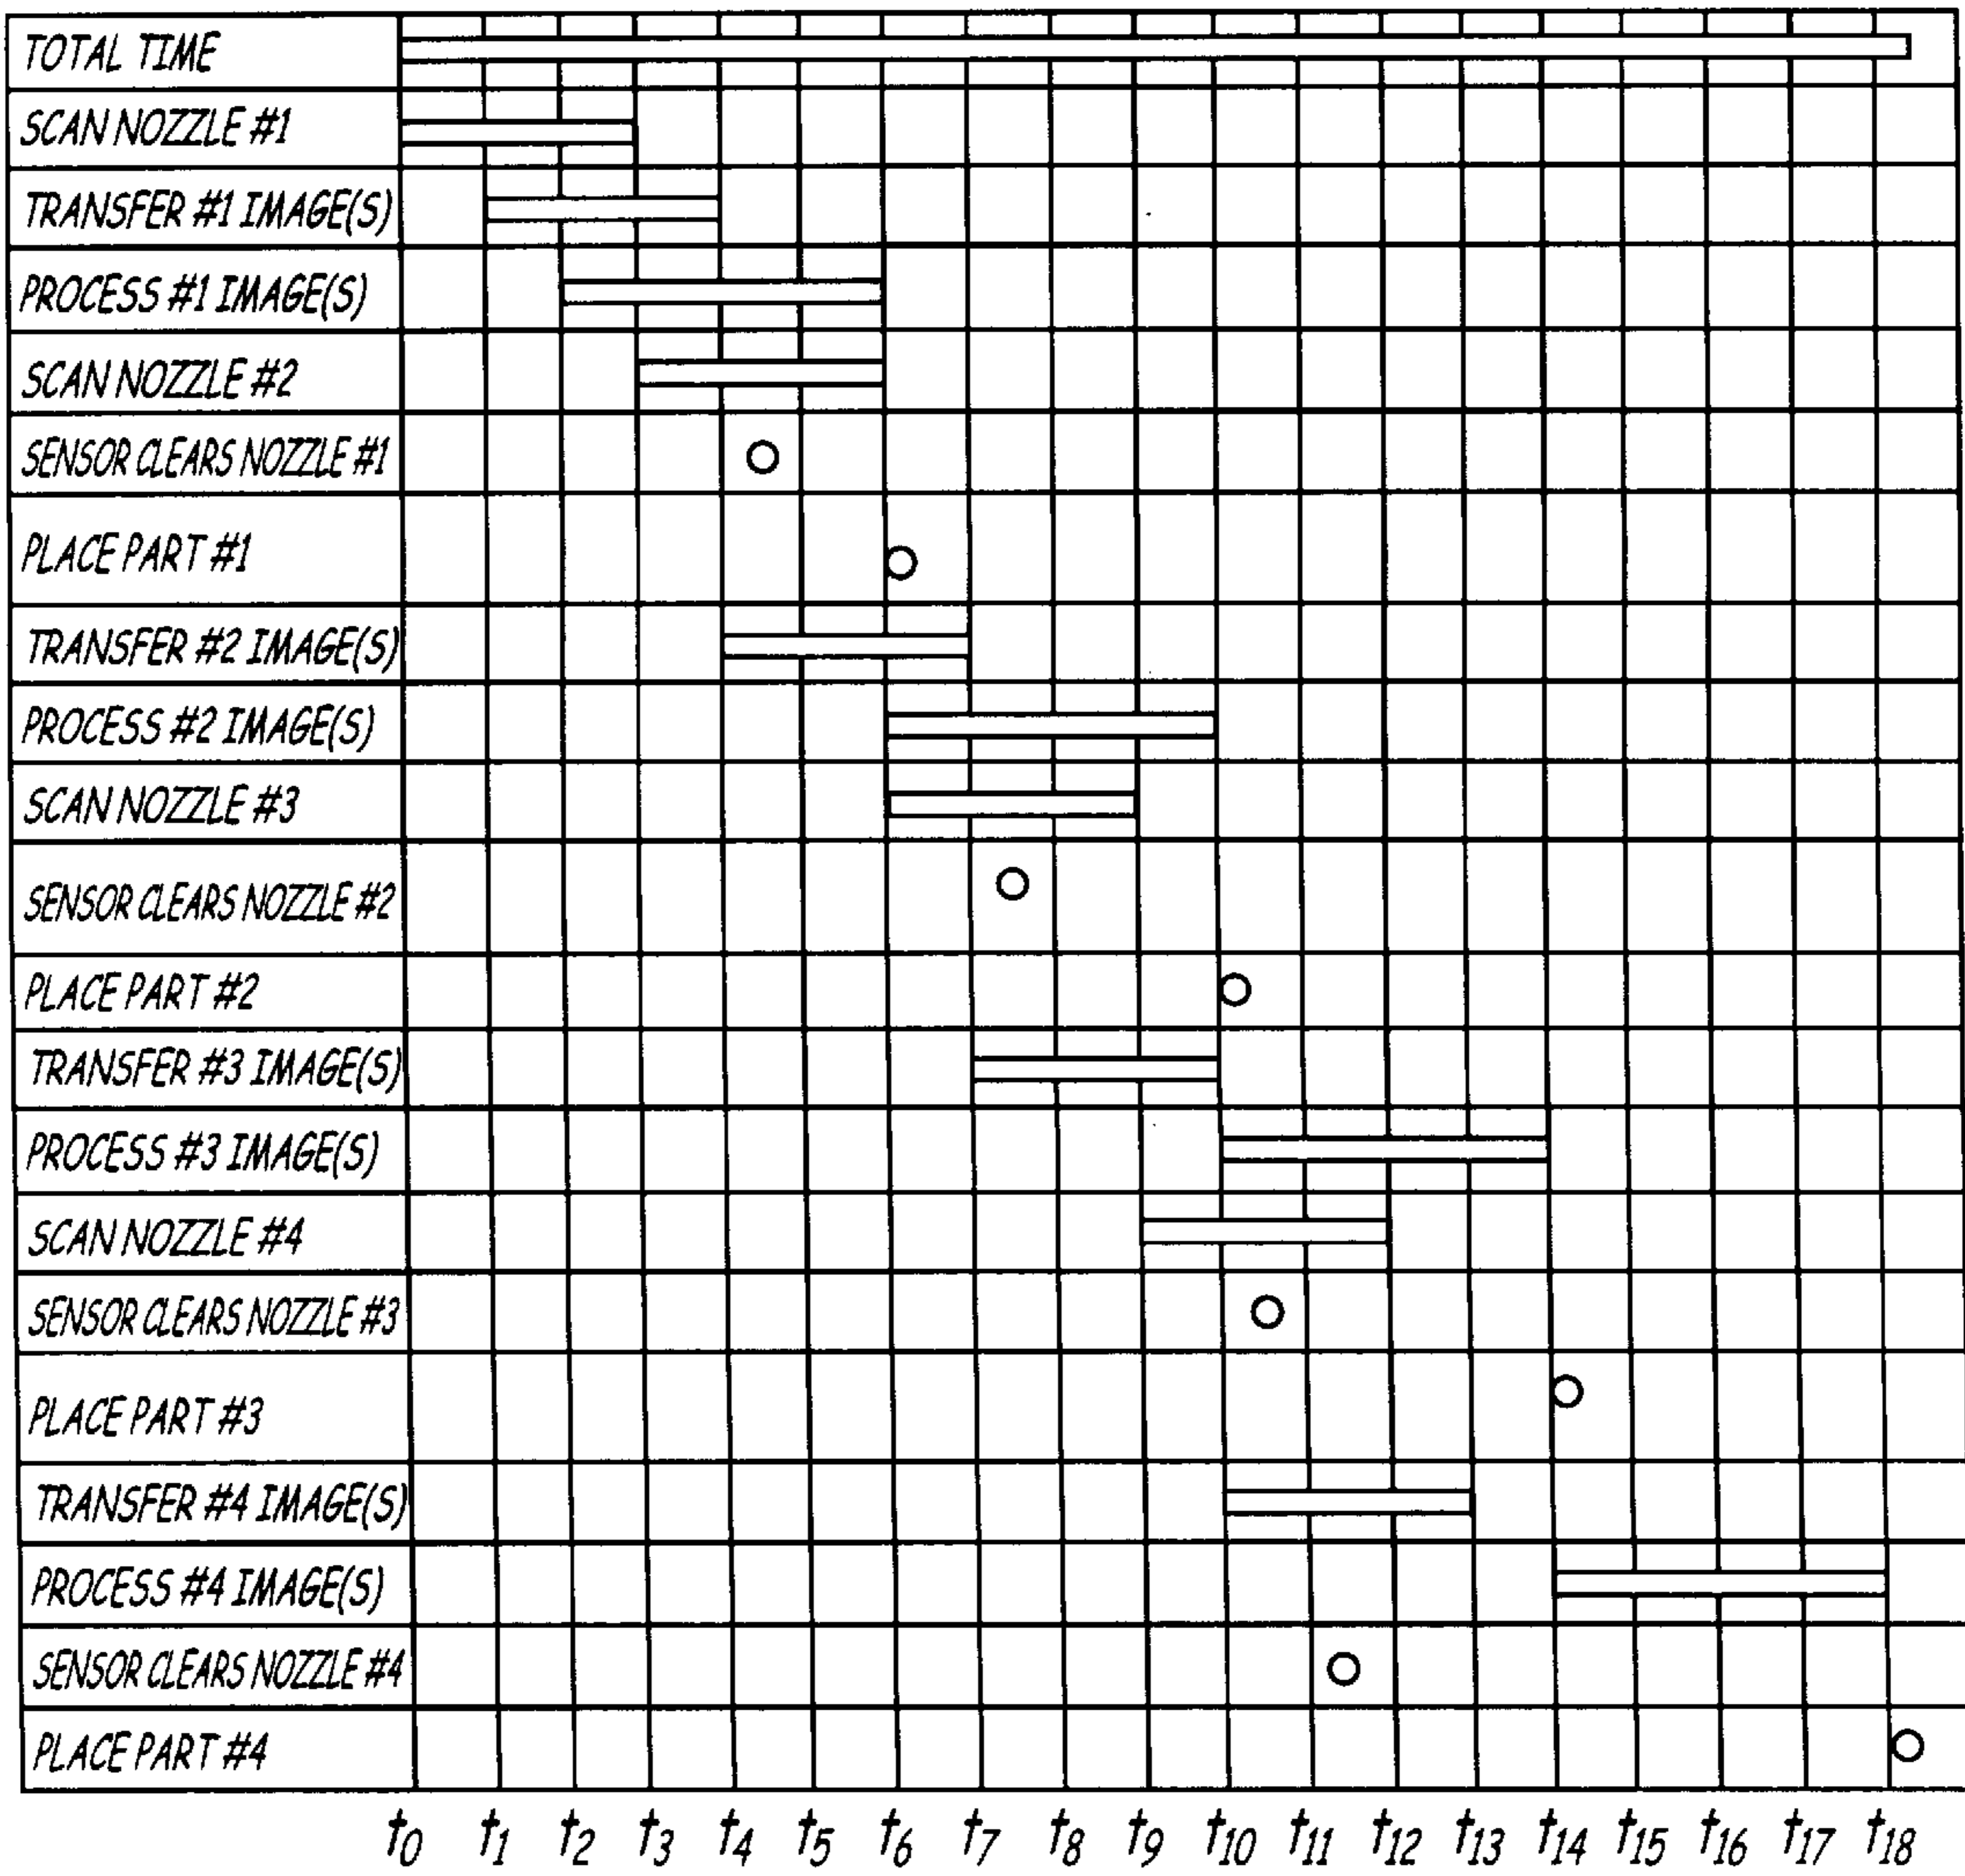 TOTAL TIME
SCAN NOZZLE #1
TRANSFER #1 IMAGE(S)
PROCESS #1 IMAGE(S)
SCAN NOZZLE #2
SENSOR CLEARS NOZZLE #1
PLACE PART #1
TRANSFER #2 IMAGE(S)
PROCESS #2 IMAGE(S)
SCAN NOZZLE #3
SENSOR CLEARS NOZZLE #2
PLACE PART #2
TRANSFER #3 IMAGE(S)
PROCESS #3 IMAGE(S)
SCAN NOZZLE #4
SENSOR CLEARS NOZZLE #3
PLACE PART #3
TRANSFER #4 IMAGE(S)
PROCESS #4 IMAGE(S)
SENSOR CLEARS NOZZLE #4
PLACE PART #4
t0 t1 t2 t3 t4 t5 t6 t7 t8 t9 t10 t11 t12 t13 t14 t15 t16 t17 t18